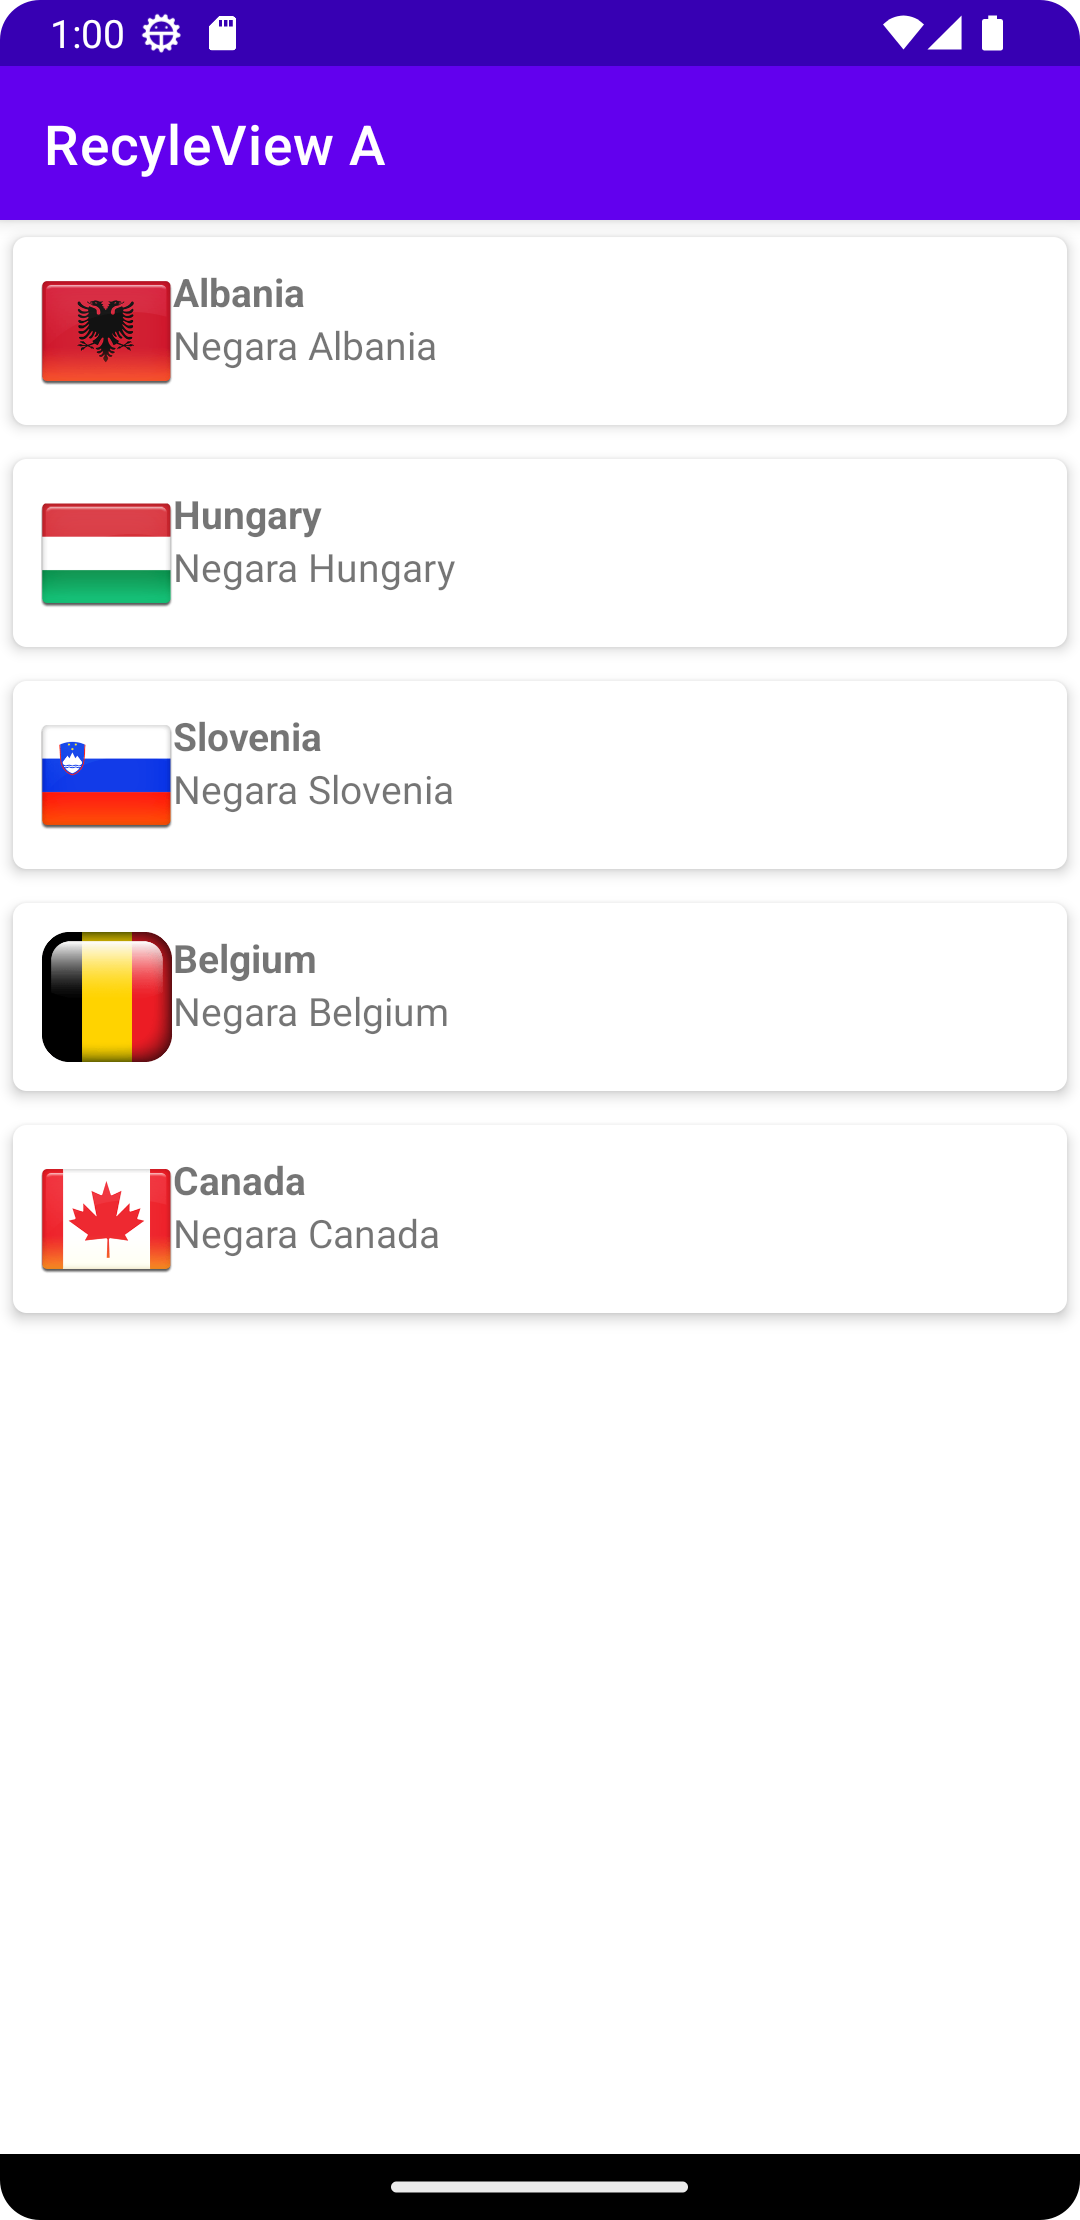 1:00
RecyleView A
Albania
Negara Albania
Hungary
Negara Hungary
Slovenia
Negara Slovenia
Belgium
Negara Belgium
Canada
Negara Canada